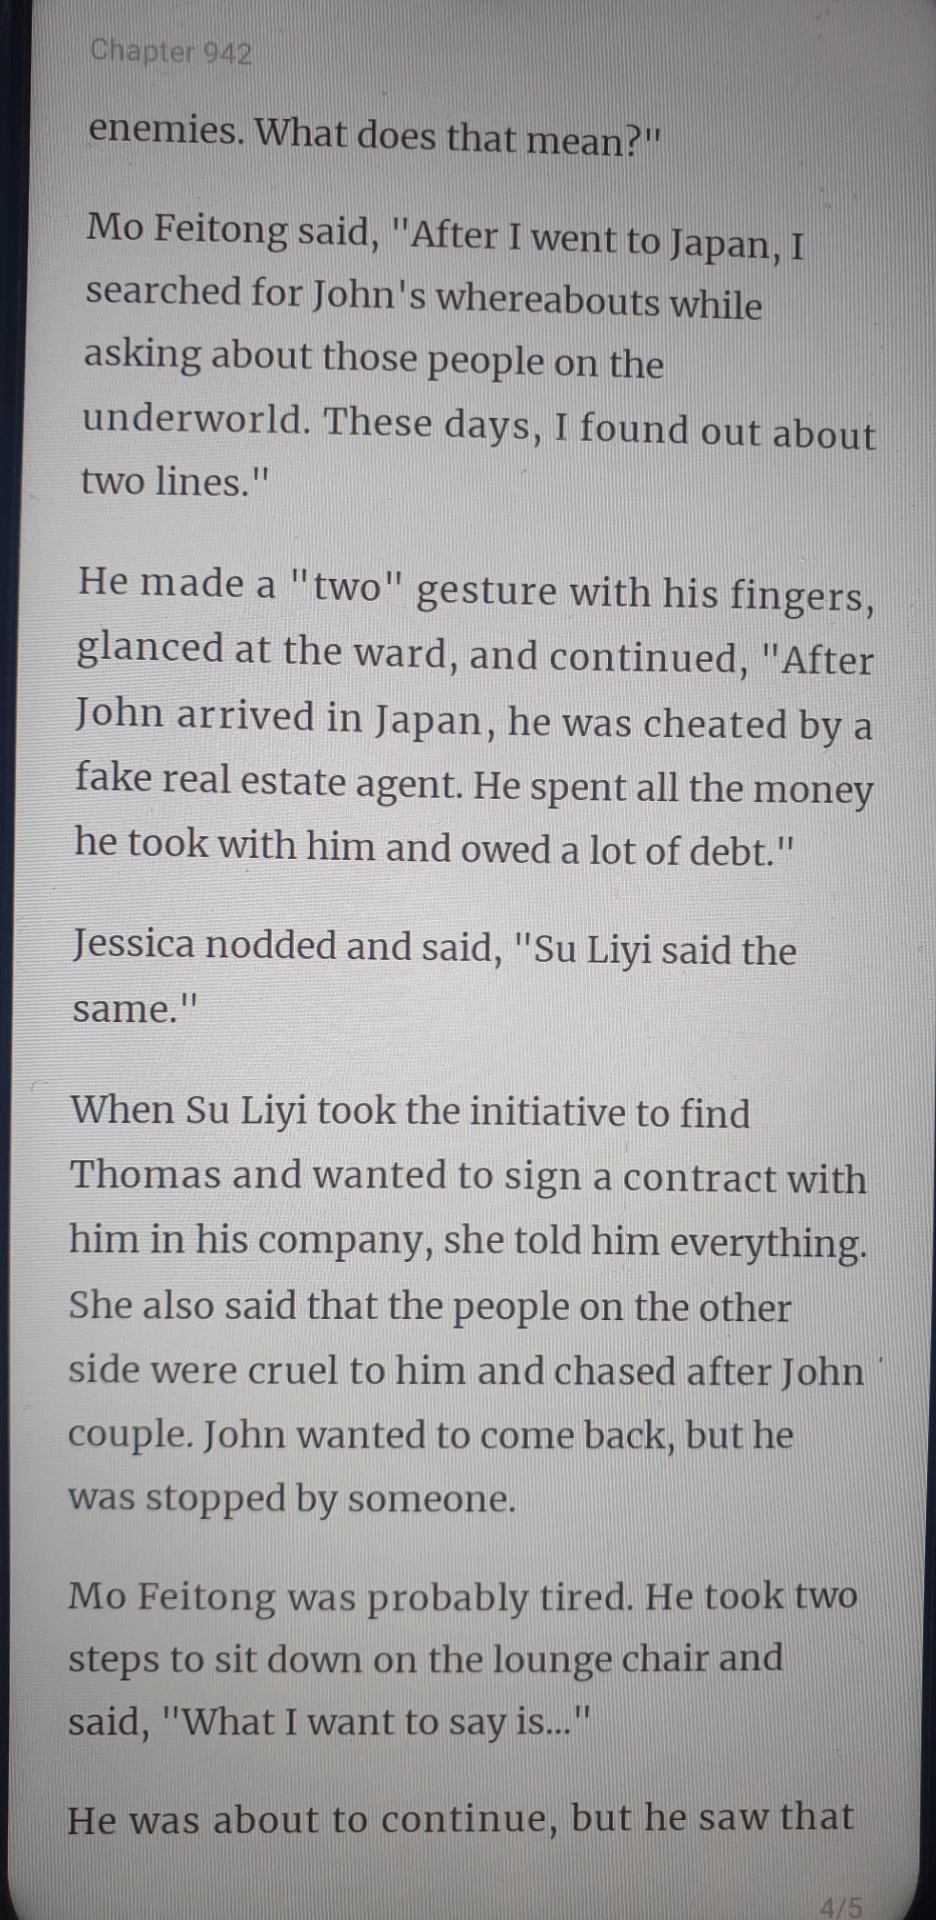 Chapter 942
enemies. What does that mean?"
Mo Feitong said, "After I went to Japan, I
searched for John's whereabouts while
asking about those people on the
underworld. These days, I found out about
two lines."
He made a "two" gesture with his fingers,
glanced at the ward, and continued, "After
John arrived in Japan, he was cheated by a
fake real estate agent. He spent all the money
he took with him and owed a lot of debt."
Jessica nodded and said, "Su Liyi said the
same."
When Su Liyi took the initiative to find
Thomas and wanted to sign a contract with
him in his company, she told him everything.
She also said that the people on the other
side were cruel to him and chased after John '
couple. John wanted to come back, but he
was stopped by someone.
Mo Feitong was probably tired. He took two
steps to sit down on the lounge chair and
said, "What I want to say is..."
He was about to continue, but he saw that
4/5